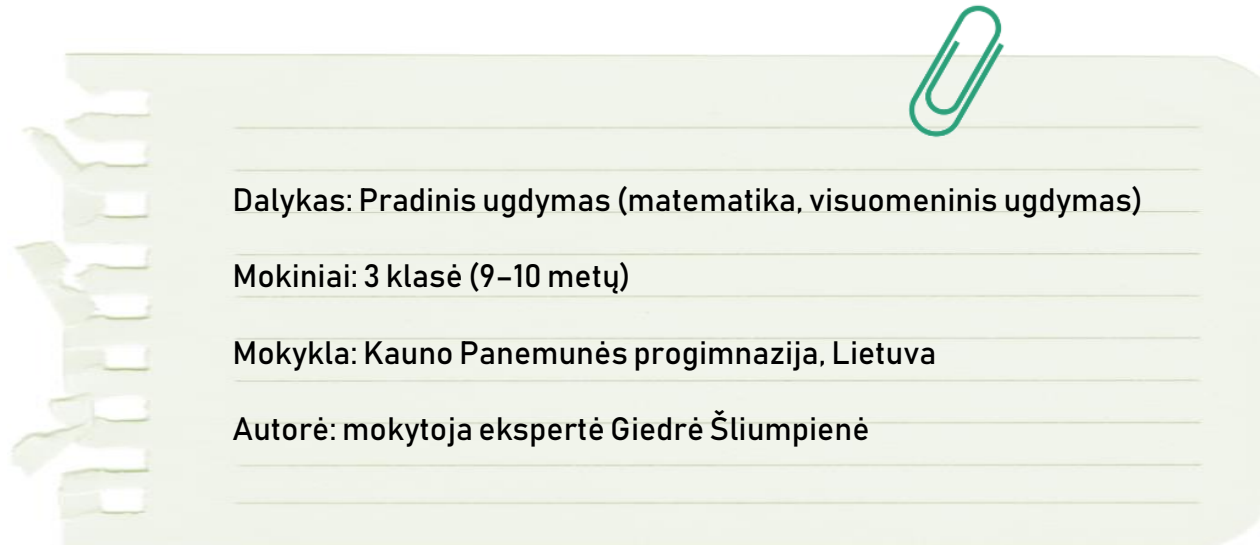 Dalykas: Pradinis ugdymas (matematika, visuomeninis ugdymas)
Mokiniai: 3 klasė (9–10 metų)
Mokykla: Kauno Panemunės progimnazija, Lietuva
Autorė: mokytoja ekspertė Giedrė Šliumpienė